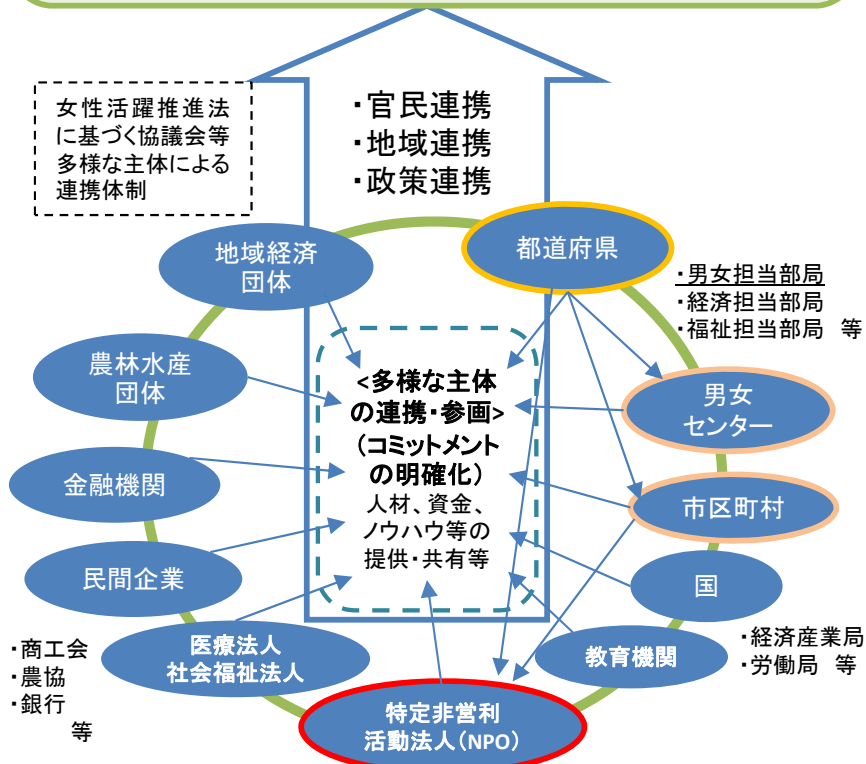 女性活躍推進法
に基づく協議会等
多様な主体による
連携体制
・官民連携
・地域連携
・政策連携
地域経済
団体
都道府県
・男女担当部局
・経済担当部局
・福祉担当部局 等
農林水産
団体
<多様な主体
の連携・参画>
(コミットメント
の明確化)
人材、資金、
ノウハウ等の
提供・共有等
男女
センター
金融機関
市区町村
民間企業
国
・商工会
・農協
・銀行
等
医療法人
社会福祉法人
教育機関
・経済産業局
・労働局 等
特定非営利
活動法人(NPO)